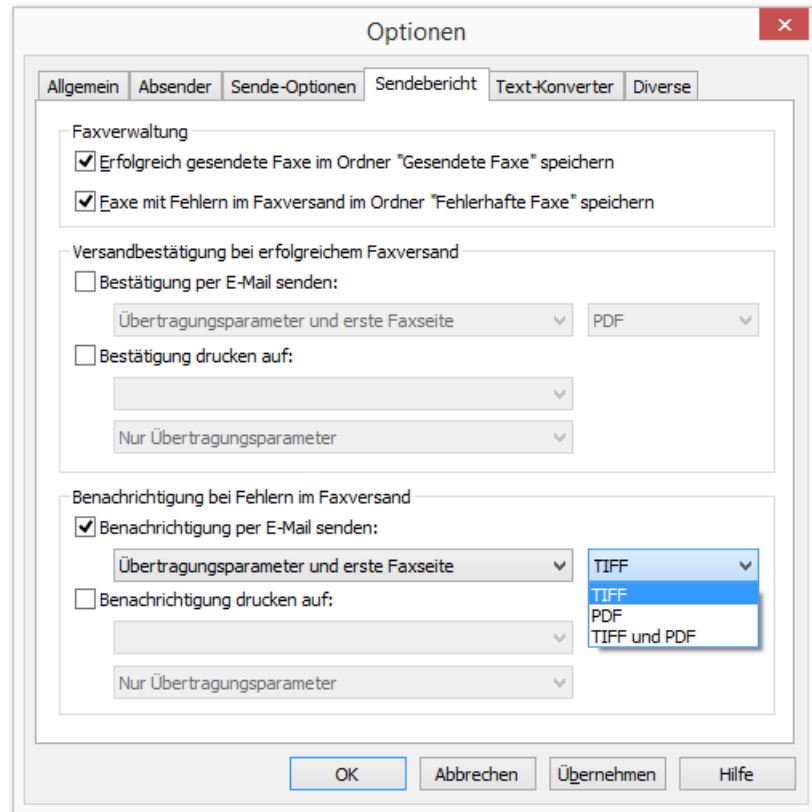 Optionen
Allgemein Absender Sende-Optionen Sendebericht Text-Konverter Diverse
Faxverwaltung
Erfolgreich gesendete Faxe im Ordner "Gesendete Faxe" speichern
Faxe mit Fehlern im Faxversand im Ordner "Fehlerhafte Faxe" speichern
Versandbestätigung bei erfolgreichem Faxversand
Bestätigung per E-Mail senden:
Übertragungsparameter und erste Faxseite PDF
Bestätigung drucken auf:
Nur Übertragungsparameter
Benachrichtigung bei Fehlern im Faxversand
Benachrichtigung per E-Mail senden:
Übertragungsparameter und erste Faxseite TIFF
Benachrichtigung drucken auf:
TIFF
PDF
TIFF und PDF
Nur Übertragungsparameter
OK Abbrechen Übernehmen Hilfe